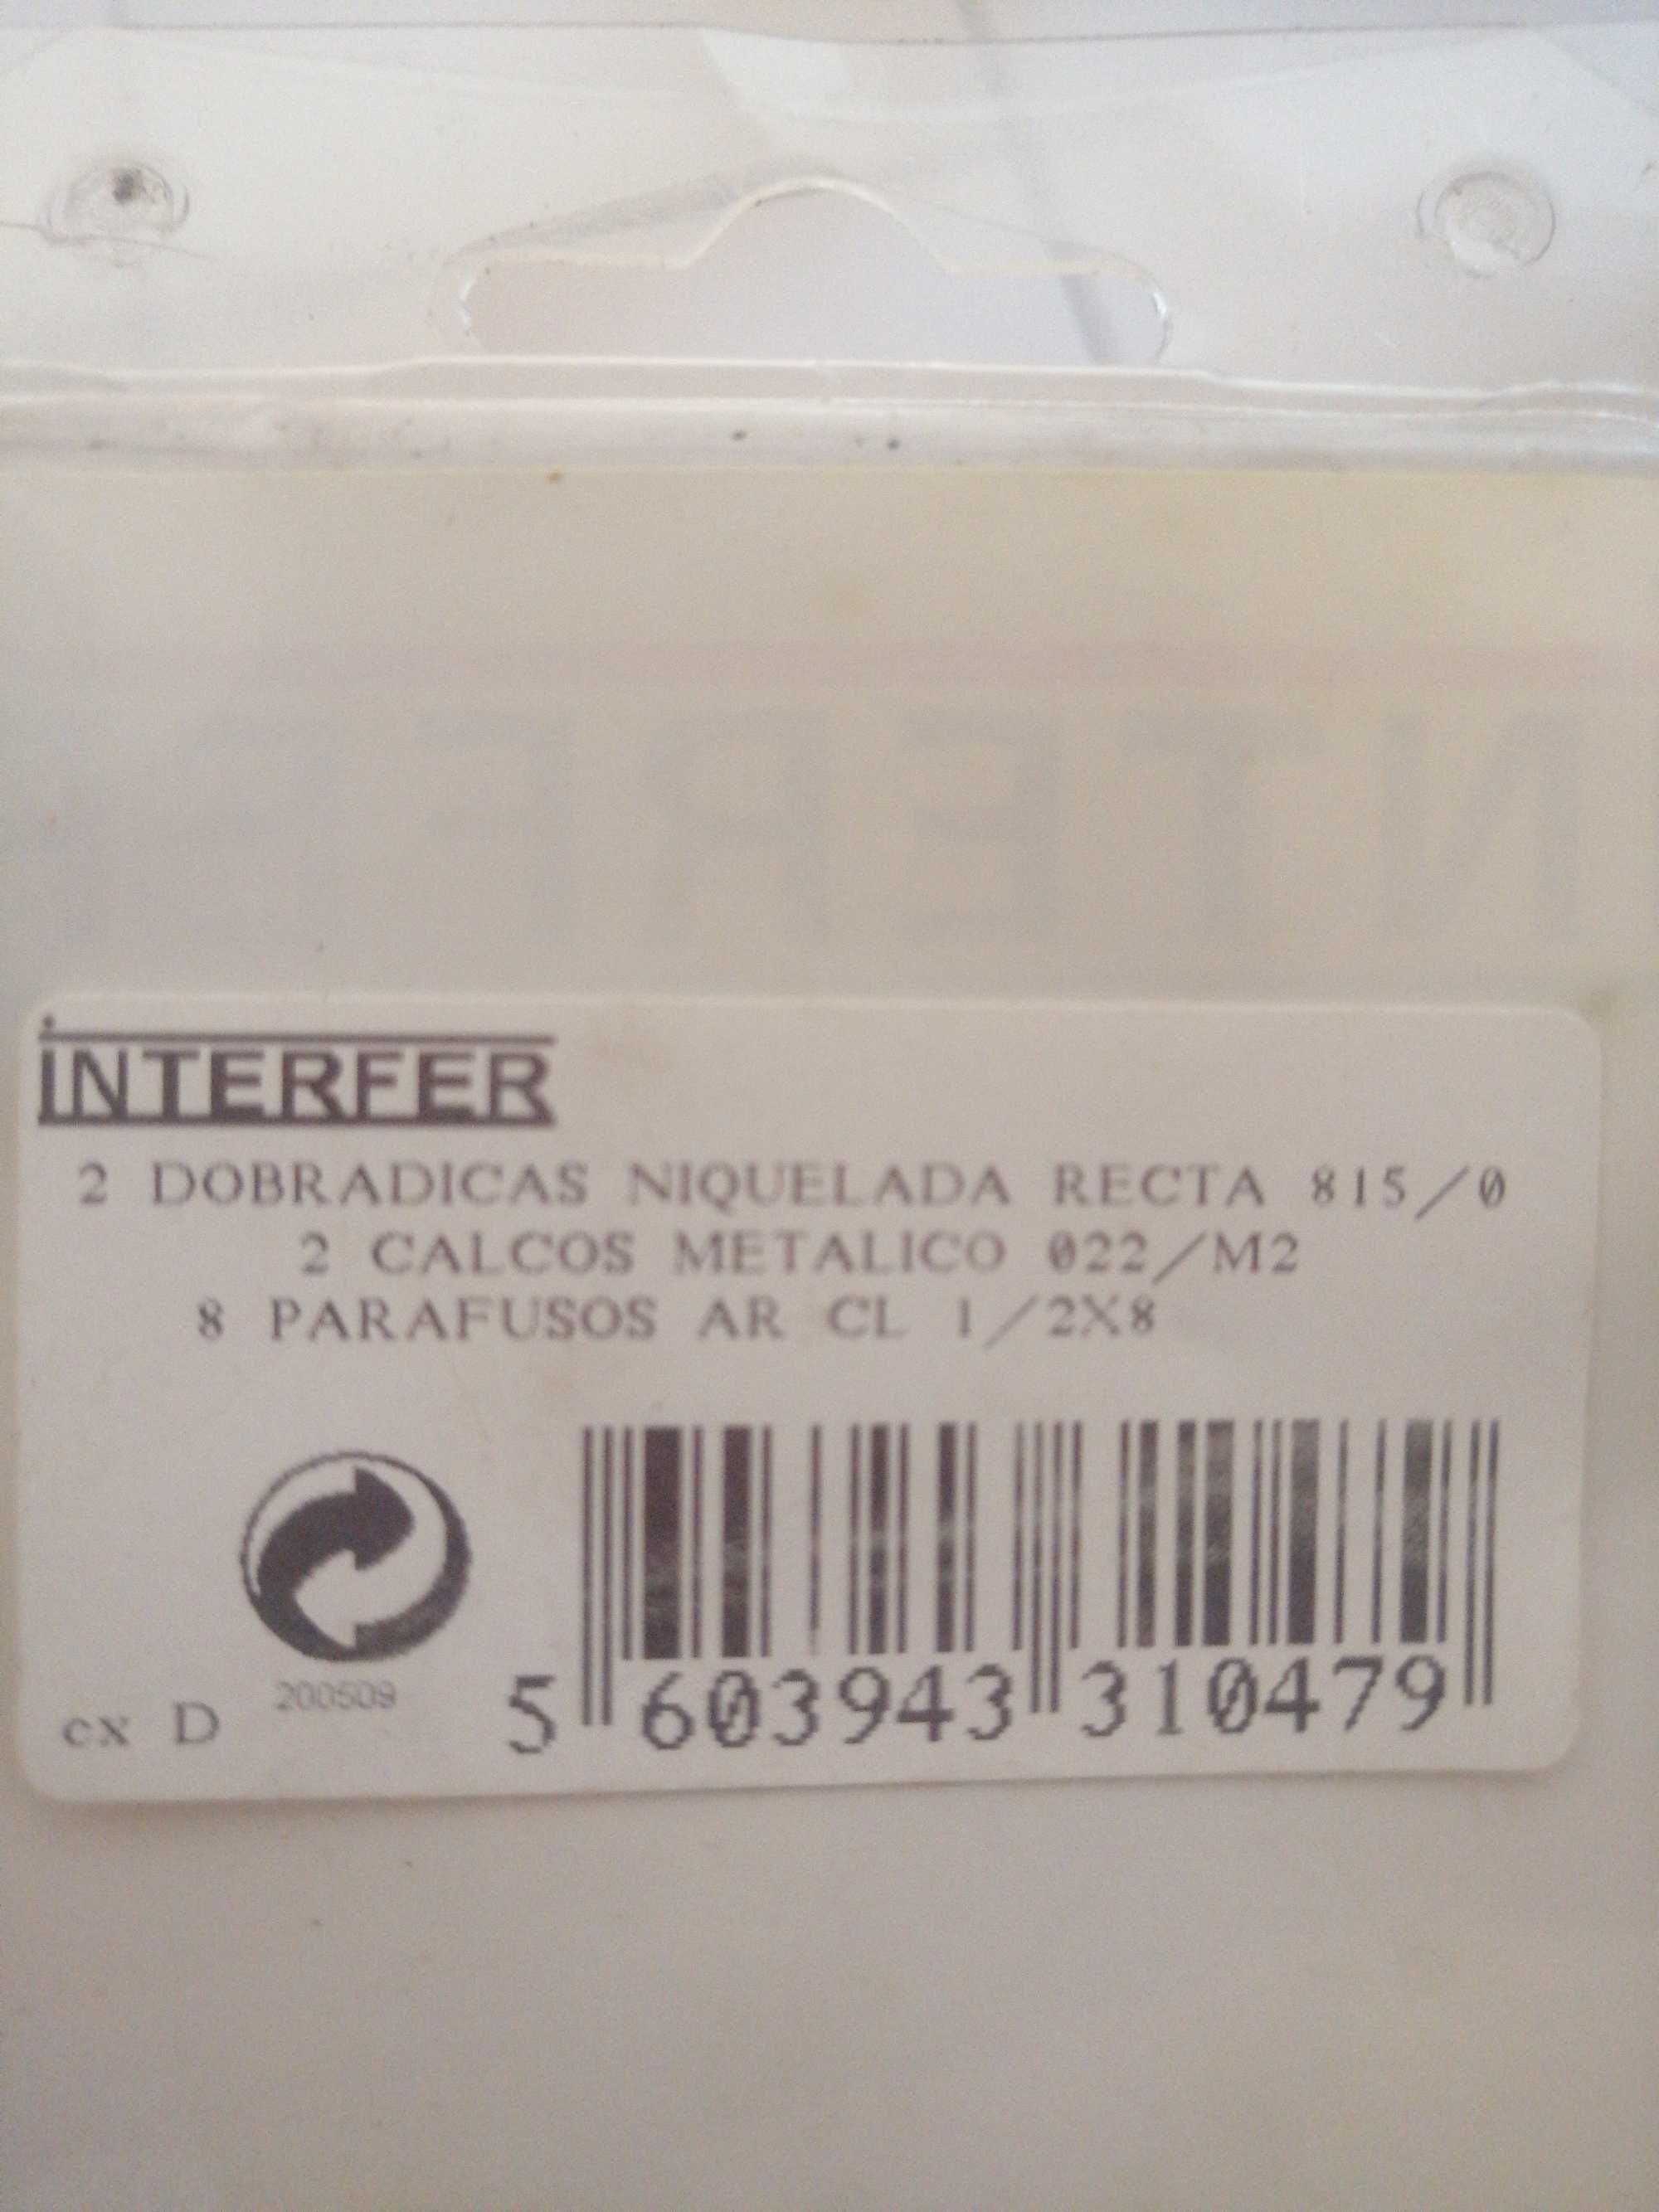 INTERF
iNTERFER
2 DOBRADICAS NIQUELADA RECTA 815/0
2 CALCOS METALICO 022/M2
8 PARAFUSOS AR CL 1/2X8
200509
cx D
5 603943 310479